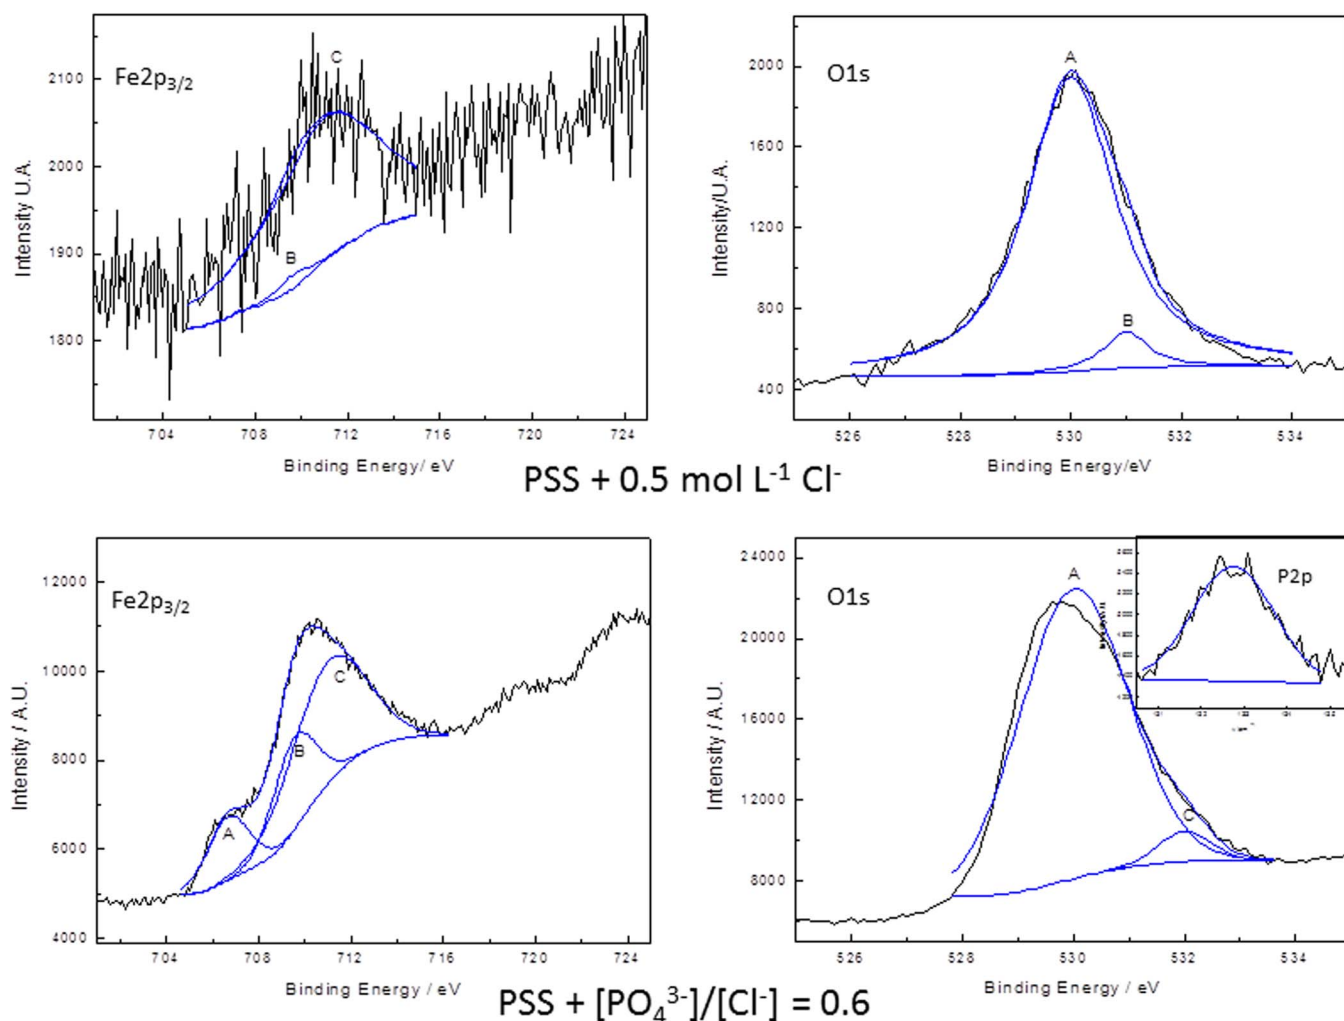 Fe2p3/2
C
B
Intensity U.A.
2100
2000
1900
1800
704 708 712 716 720 724
Binding Energy/ eV
O1s
A
B
Intensity/U.A.
2000
1600
1200
800
400
526 528 530 532 534
Binding Energy/eV
PSS + 0.5 mol L⁻¹ Cl⁻
Fe2p3/2
A
B
C
Intensity / A.U.
12000
10000
8000
6000
4000
704 708 712 716 720 724
Binding Energy / eV
O1s
A
C
P2p
Intensity / A.U.
24000
20000
16000
12000
8000
526 528 530 532 534
Binding Energy / eV
PSS + [PO₄³⁻]/[Cl⁻] = 0.6